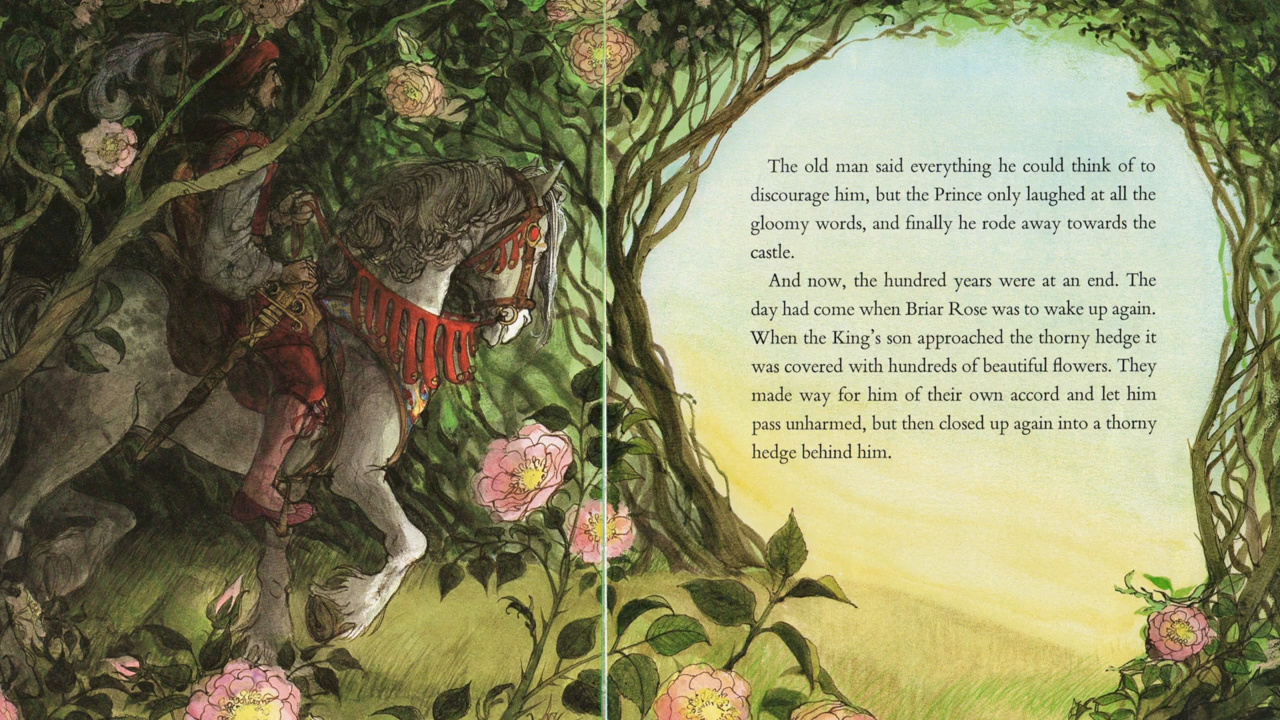 The old man said everything he could think of to
discourage him, but the Prince only laughed at all the
gloomy words, and finally he rode away towards the
castle.
And now, the hundred years were at an end. The
day had come when Briar Rose was to wake up again.
When the King's son approached the thorny hedge it
was covered with hundreds of beautiful flowers. They
made way for him of their own accord and let him
pass unharmed, but then closed up again into a thorny
hedge behind him.